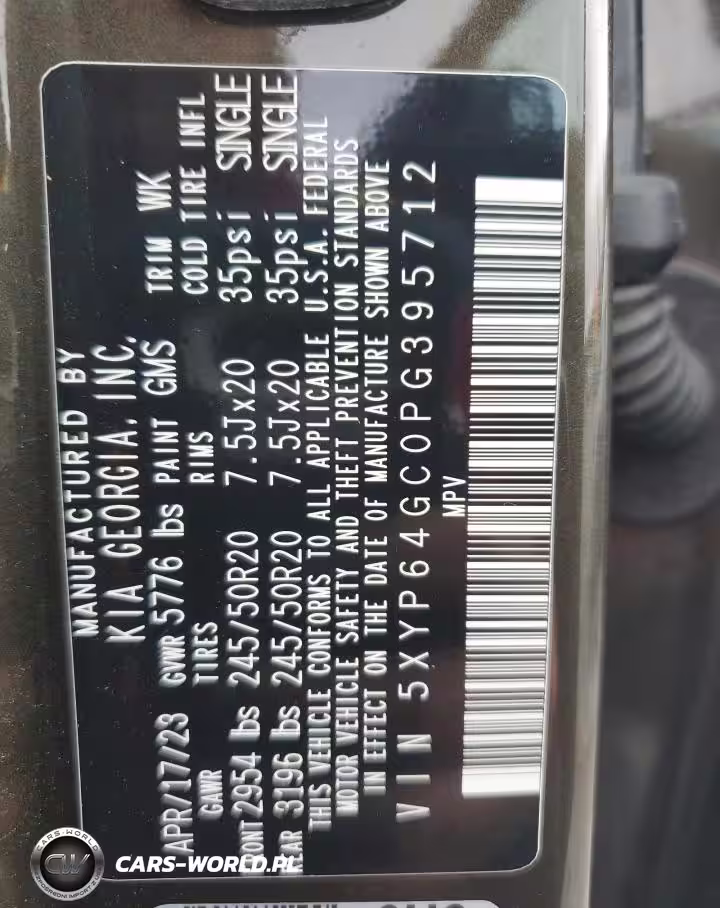 MANUFACTURED BY
KIA GEORGIA, INC.
APR/17/23 GVWR 5776 lbs PAINT GMS TRIM WK
GAWR TIRES RIMS COLD TIRE INFL
2954 lbs 245/50R20 7.5Jx20 35psi SINGLE
3196 lbs 245/50R20 7.5Jx20 35psi SINGLE
THIS VEHICLE CONFORMS TO ALL APPLICABLE U.S.A. FEDERAL
MOTOR VEHICLE SAFETY AND THEFT PREVENTION STANDARDS
IN EFFECT ON THE DATE OF MANUFACTURE SHOWN ABOVE
VIN 5XYP64GC0PG395712
MPV
CARS-WORLD
CW
CARS-WORLD.PL